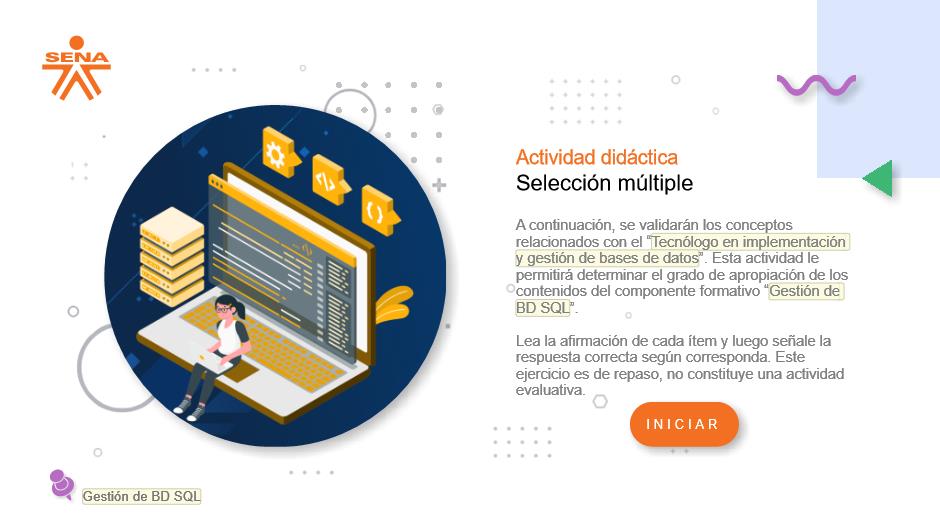 SENA
Actividad didáctica
Selección múltiple
A continuación, se validarán los conceptos
relacionados con el “Tecnólogo en implementación
y gestión de bases de datos”. Esta actividad le
permitirá determinar el grado de apropiación de los
contenidos del componente formativo “Gestión de
BD SQL”.
Lea la afirmación de cada ítem y luego señale la
respuesta correcta según corresponda. Este
ejercicio es de repaso, no constituye una actividad
evaluativa.
INICIAR
Gestión de BD SQL